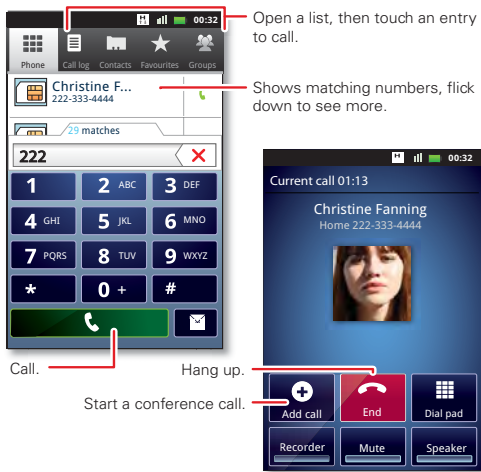 H 00:32
Open a list, then touch an entry
to call.
Phone Call log Contacts Favourites Groups
Christine F...
222-333-4444
Shows matching numbers, flick
down to see more.
29 matches
222
1 2 ABC 3 DEF
4 GHI 5 JKL 6 MNO
7 PQRS 8 TUV 9 WXYZ
* 0 + #
Call.
H 00:32
Current call 01:13
Christine Fanning
Home 222-333-4444
Hang up.
Start a conference call.
Add call End Dial pad
Recorder Mute Speaker